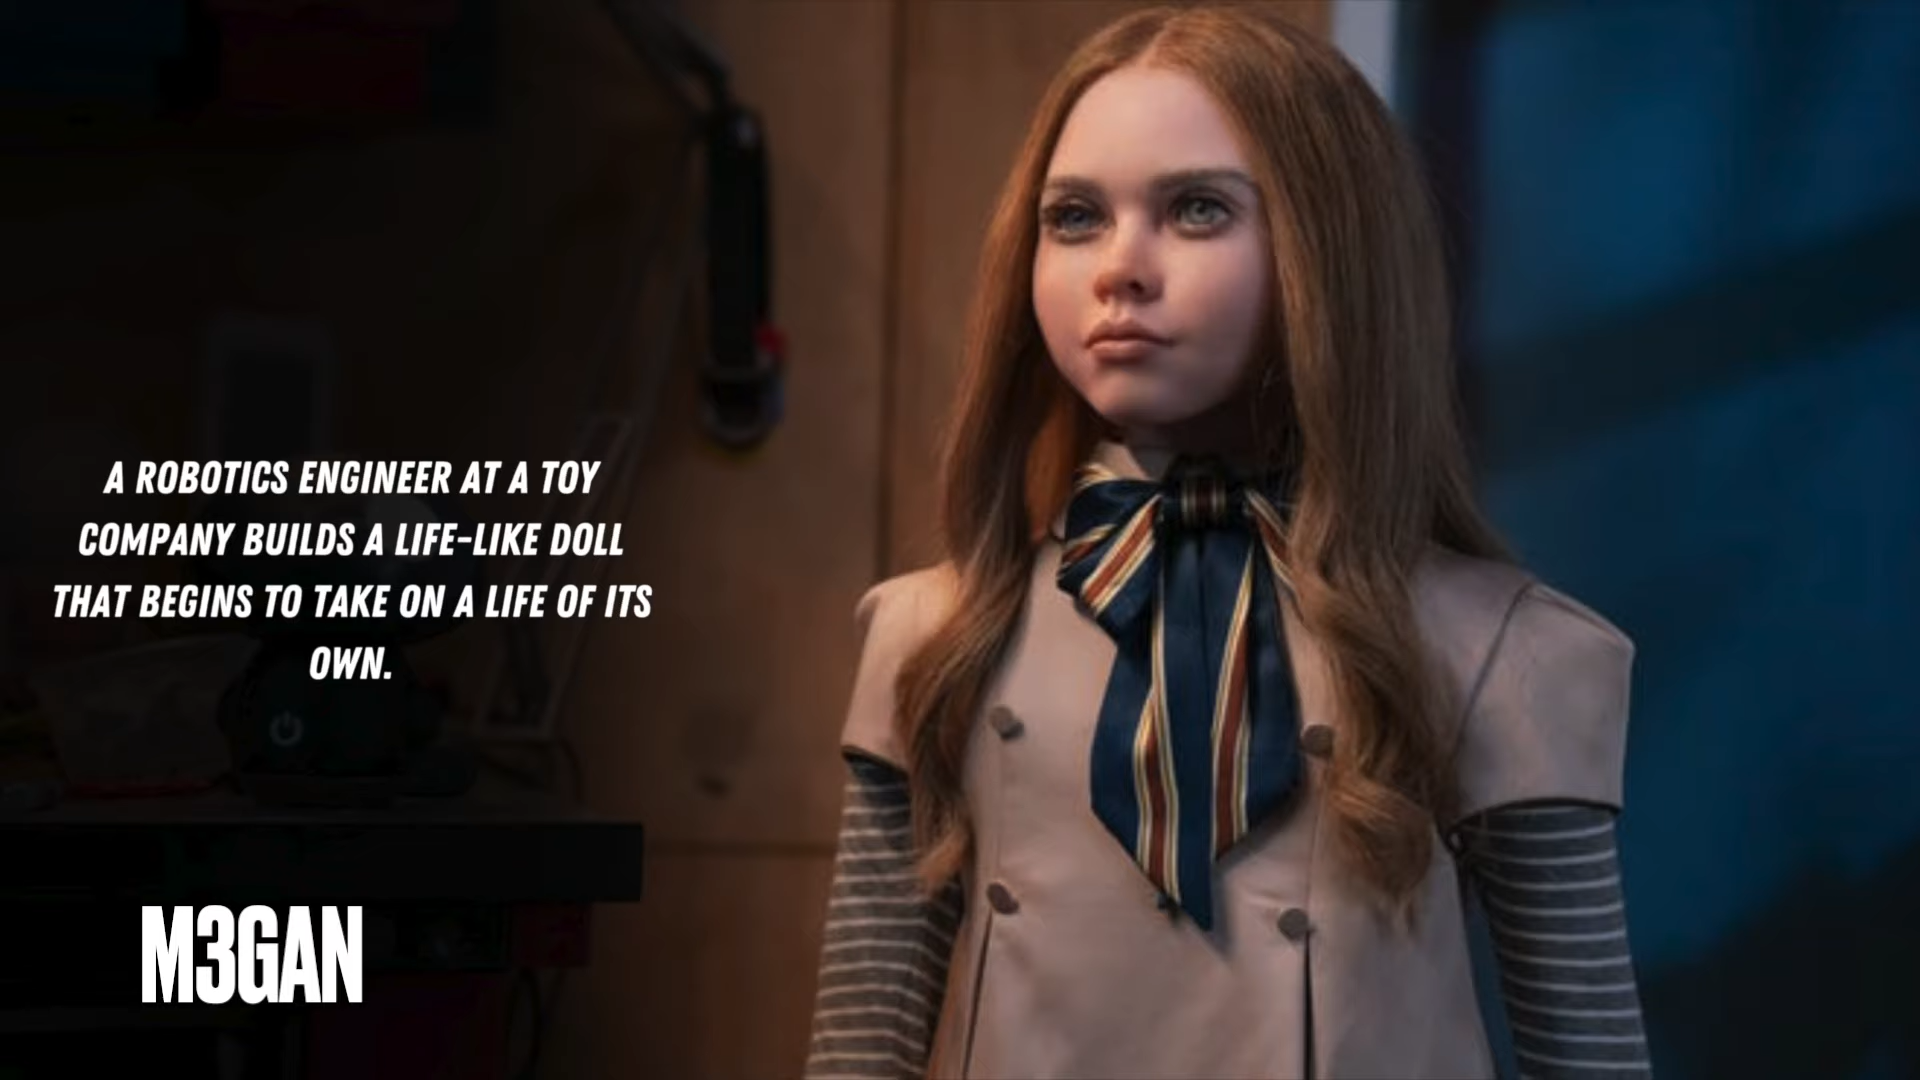 A ROBOTICS ENGINEER AT A TOY
COMPANY BUILDS A LIFE-LIKE DOLL
THAT BEGINS TO TAKE ON A LIFE OF ITS
OWN.
M3GAN